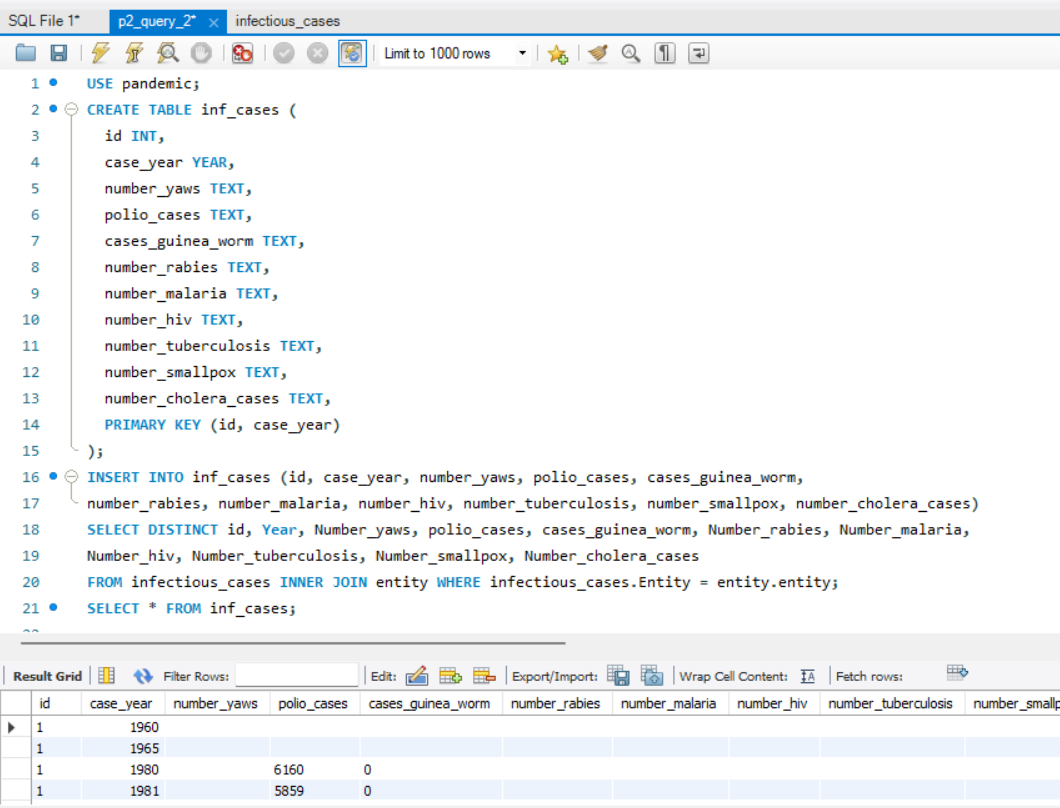 SQL File 1* p2_query_2* × infectious_cases
Limit to 1000 rows
1 USE pandemic;
2 CREATE TABLE inf_cases (
3 id INT,
4 case_year YEAR,
5 number_yaws TEXT,
6 polio_cases TEXT,
7 cases_guinea_worm TEXT,
8 number_rabies TEXT,
9 number_malaria TEXT,
10 number_hiv TEXT,
11 number_tuberculosis TEXT,
12 number_smallpox TEXT,
13 number_cholera_cases TEXT,
14 PRIMARY KEY (id, case_year)
15 );
16 INSERT INTO inf_cases (id, case_year, number_yaws, polio_cases, cases_guinea_worm,
17 number_rabies, number_malaria, number_hiv, number_tuberculosis, number_smallpox, number_cholera_cases)
18 SELECT DISTINCT id, Year, Number_yaws, polio_cases, cases_guinea_worm, Number_rabies, Number_malaria,
19 Number_hiv, Number_tuberculosis, Number_smallpox, Number_cholera_cases
20 FROM infectious_cases INNER JOIN entity WHERE infectious_cases.Entity = entity.entity;
21 SELECT * FROM inf_cases;
Result Grid Filter Rows: Edit: Export/Import: Wrap Cell Content: Fetch rows:
id case_year number_yaws polio_cases cases_guinea_worm number_rabies number_malaria number_hiv number_tuberculosis number_smallp
1 1960
1 1965
1 1980 6160 0
1 1981 5859 0